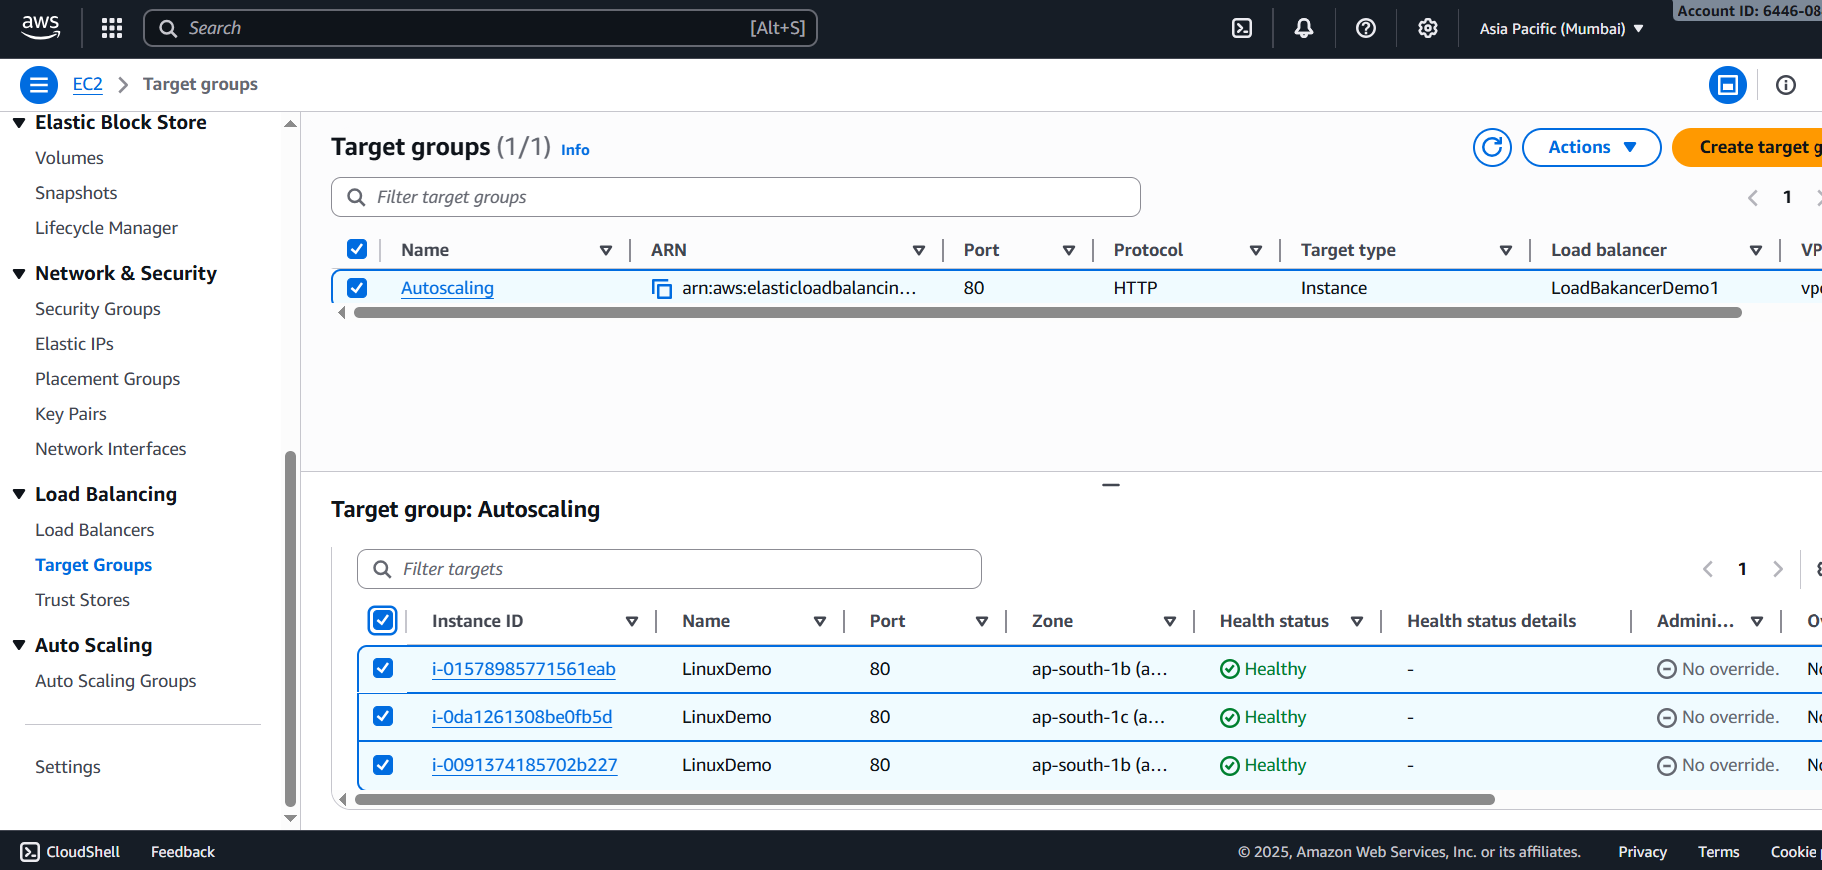 aws
Search [Alt+S]
Asia Pacific (Mumbai)
Account ID: 6446-08
EC2 > Target groups
Elastic Block Store
Volumes
Snapshots
Lifecycle Manager
Network & Security
Security Groups
Elastic IPs
Placement Groups
Key Pairs
Network Interfaces
Load Balancing
Load Balancers
Target Groups
Trust Stores
Auto Scaling
Auto Scaling Groups
Settings
Target groups (1/1) Info
Actions
Create target g
Filter target groups
1
Name ARN Port Protocol Target type Load balancer VP
Autoscaling arn:aws:elasticloadbalancin... 80 HTTP Instance LoadBakancerDemo1 vpc
Target group: Autoscaling
Filter targets
1
Instance ID Name Port Zone Health status Health status details Admini... Ov
i-01578985771561eab LinuxDemo 80 ap-south-1b (a... Healthy - No override. No
i-0da1261308be0fb5d LinuxDemo 80 ap-south-1c (a... Healthy - No override. No
i-0091374185702b227 LinuxDemo 80 ap-south-1b (a... Healthy - No override. No
CloudShell Feedback
© 2025, Amazon Web Services, Inc. or its affiliates. Privacy Terms Cookie